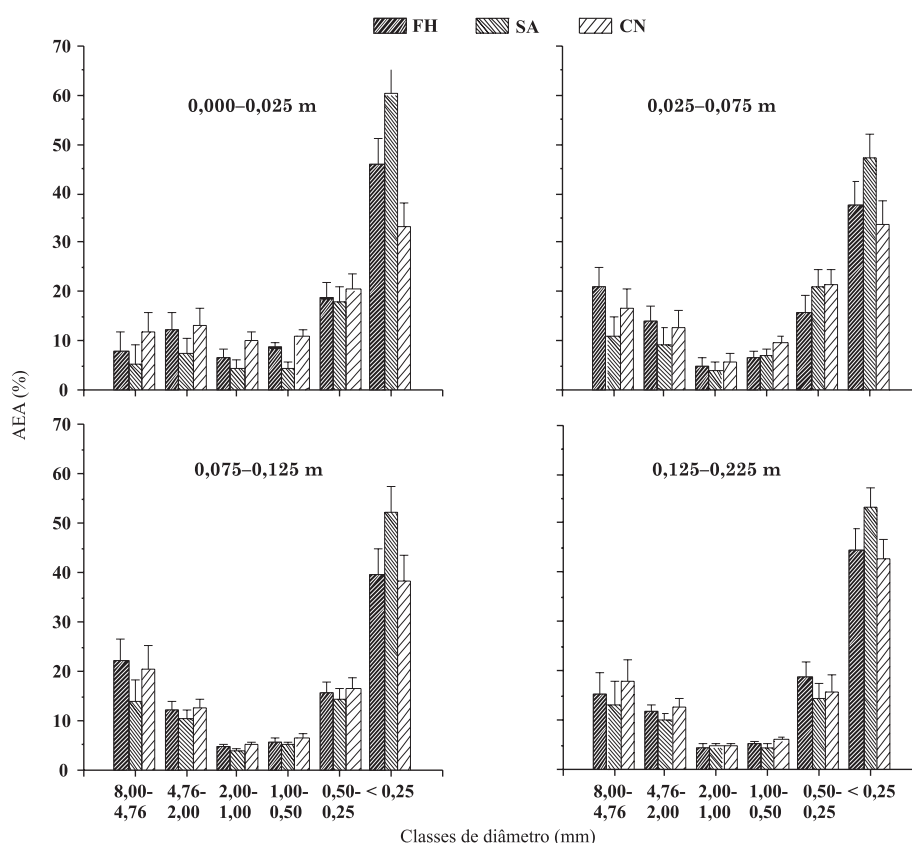 FH SA CN
70
60
50
40
30
20
10
0
0,000–0,025 m
0,025–0,075 m
AEA (%)
70
60
50
40
30
20
10
0
0,075–0,125 m
0,125–0,225 m
8,00- 4,76- 2,00- 1,00- 0,50- < 0,25
4,76 2,00 1,00 0,50 0,25
8,00- 4,76- 2,00- 1,00- 0,50- < 0,25
4,76 2,00 1,00 0,50 0,25
Classes de diâmetro (mm)